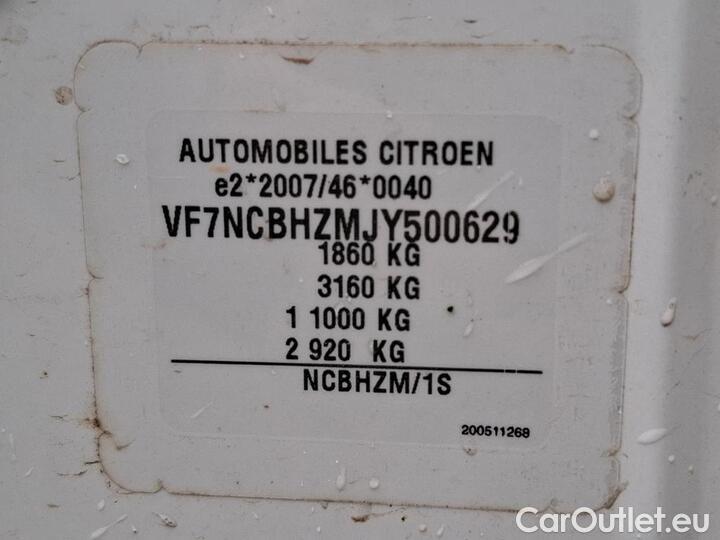 AUTOMOBILES CITROEN
e2*2007/46*0040
VF7NCBHZMJY500629
1860 KG
3160 KG
1 1000 KG
2 920 KG
NCBHZM/1S
200511268
CarOutlet.eu